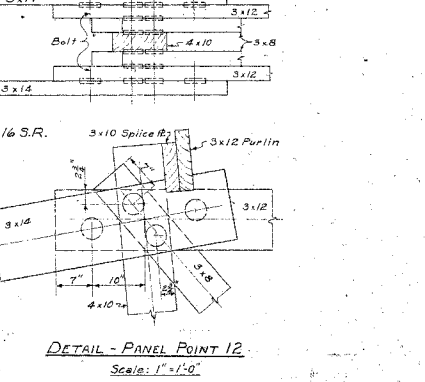 3x12
Bolt
4x10
3x8
3x12
3x14
16 S.R.
3x10 Splice Pl.
3x12 Purlin
7"
3x14
3x12
3x8
7"
10"
4x10
DETAIL - PANEL POINT 12
Scale: 1"=1'-0"